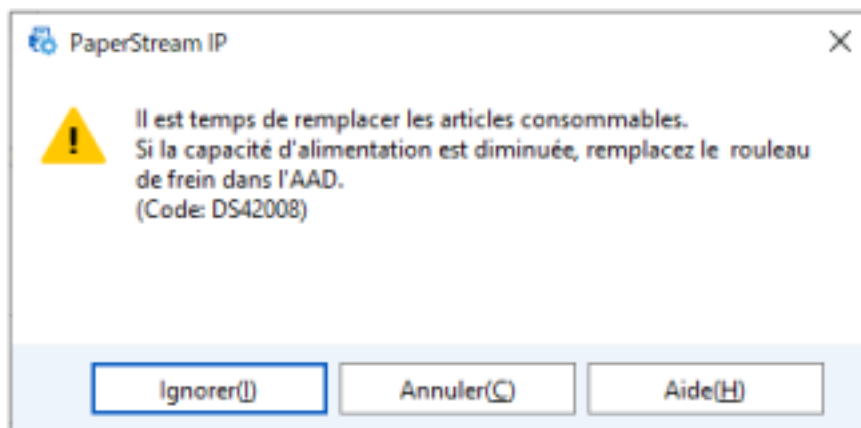 PaperStream IP
Il est temps de remplacer les articles consommables.
Si la capacité d'alimentation est diminuée, remplacez le rouleau
de frein dans l'AAD.
(Code: DS42008)
Ignorer(I)
Annuler(C)
Aide(H)